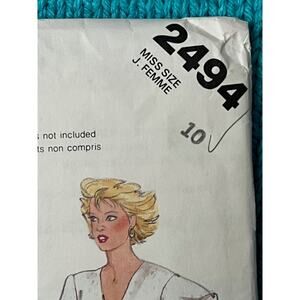 2494
MISS SIZE
J. FEMME
10
s not included
ts non compris